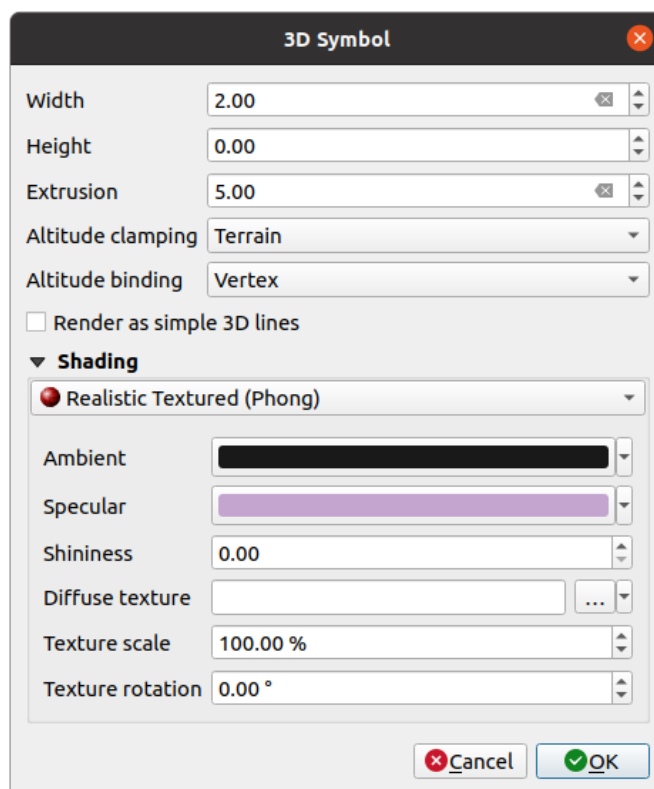 3D Symbol
Width 2.00
Height 0.00
Extrusion 5.00
Altitude clamping Terrain
Altitude binding Vertex
Render as simple 3D lines
Shading
Realistic Textured (Phong)
Ambient
Specular
Shininess 0.00
Diffuse texture ...
Texture scale 100.00 %
Texture rotation 0.00 °
Cancel OK